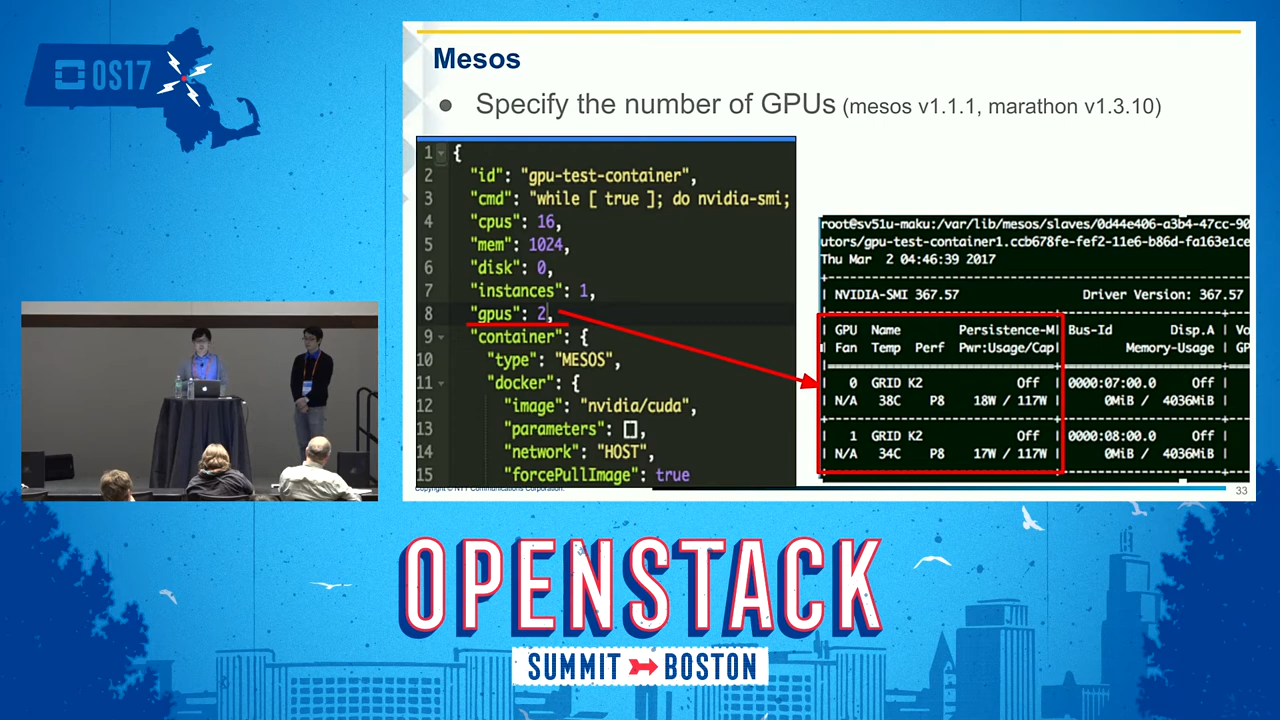 OS17
Mesos
● Specify the number of GPUs (mesos v1.1.1, marathon v1.3.10)
1 {
2 "id": "gpu-test-container",
3 "cmd": "while [ true ]; do nvidia-smi;
4 "cpus": 16,
5 "mem": 1024,
6 "disk": 0,
7 "instances": 1,
8 "gpus": 2,
9 "container": {
10 "type": "MESOS",
11 "docker": {
12 "image": "nvidia/cuda",
13 "parameters": [],
14 "network": "HOST",
15 "forcePullImage": true
root@sv51u-maku:/var/lib/mesos/slaves/0d44e406-a3b4-47cc-90
utors/gpu-test-container1.ccb678fe-fef2-11e6-b86d-fa163e1ce
Thu Mar 2 04:46:39 2017
| NVIDIA-SMI 367.57 Driver Version: 367.57
| GPU Name Persistence-M| Bus-Id Disp.A | Vo
| Fan Temp Perf Pwr:Usage/Cap| Memory-Usage | GP
| 0 GRID K2 Off | 0000:07:00.0 Off |
| N/A 38C P8 18W / 117W | 0MiB / 4036MiB |
| 1 GRID K2 Off | 0000:08:00.0 Off |
| N/A 34C P8 17W / 117W | 0MiB / 4036MiB |
Copyright © NTT Communications Corporation.
33
OPENSTACK
SUMMIT BOSTON